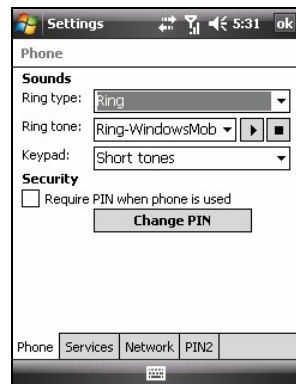 Settings 5:31 ok
Phone
Sounds
Ring type: Ring
Ring tone: Ring-WindowsMob
Keypad: Short tones
Security
Require PIN when phone is used
Change PIN
Phone Services Network PIN2